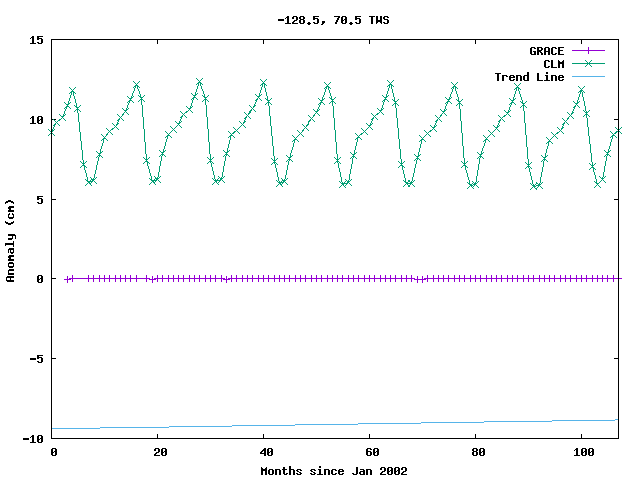 -128.5, 70.5 TWS
15
GRACE
CLM
Trend Line
10
5
0
-5
-10
Anomaly (cm)
0 20 40 60 80 100
Months since Jan 2002